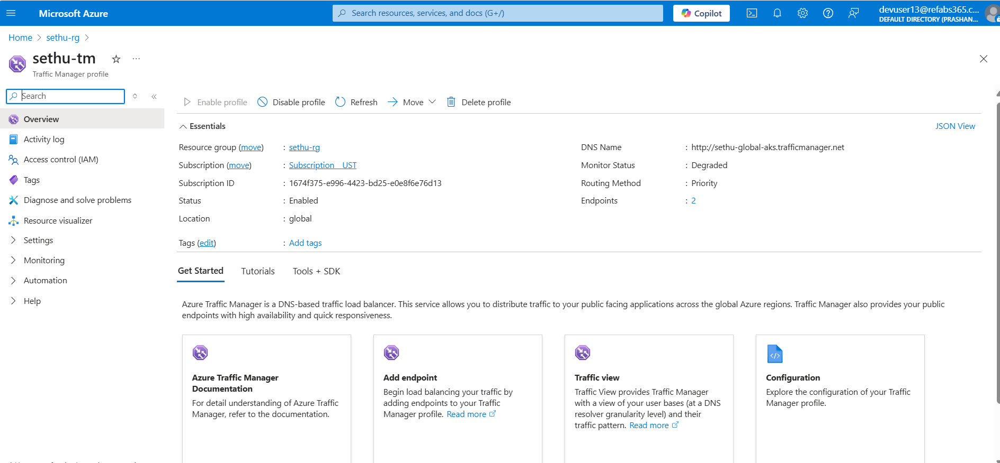 Microsoft Azure
Search resources, services, and docs (G+/)
Copilot
devuser13@refabs365.c...
DEFAULT DIRECTORY (PRASHAN...
Home > sethu-rg >
sethu-tm
Traffic Manager profile
Search
Overview
Activity log
Access control (IAM)
Tags
Diagnose and solve problems
Resource visualizer
Settings
Monitoring
Automation
Help
Enable profile
Disable profile
Refresh
Move
Delete profile
Essentials
JSON View
Resource group (move) : sethu-rg
Subscription (move) : Subscription__UST
Subscription ID : 1674f375-e996-4423-bd25-e0e8f6e76d13
Status : Enabled
Location : global
DNS Name : http://sethu-global-aks.trafficmanager.net
Monitor Status : Degraded
Routing Method : Priority
Endpoints : 2
Tags (edit) : Add tags
Get Started
Tutorials
Tools + SDK
Azure Traffic Manager is a DNS-based traffic load balancer. This service allows you to distribute traffic to your public facing applications across the global Azure regions. Traffic Manager also provides your public
endpoints with high availability and quick responsiveness.
Azure Traffic Manager
Documentation
For detail understanding of Azure Traffic
Manager, refer to the documentation.
Add endpoint
Begin load balancing your traffic by
adding endpoints to your Traffic
Manager profile. Read more
Traffic view
Traffic View provides Traffic Manager
with a view of your user bases (at a DNS
resolver granularity level) and their
traffic pattern. Read more
Configuration
Explore the configuration of your Traffic
Manager profile.